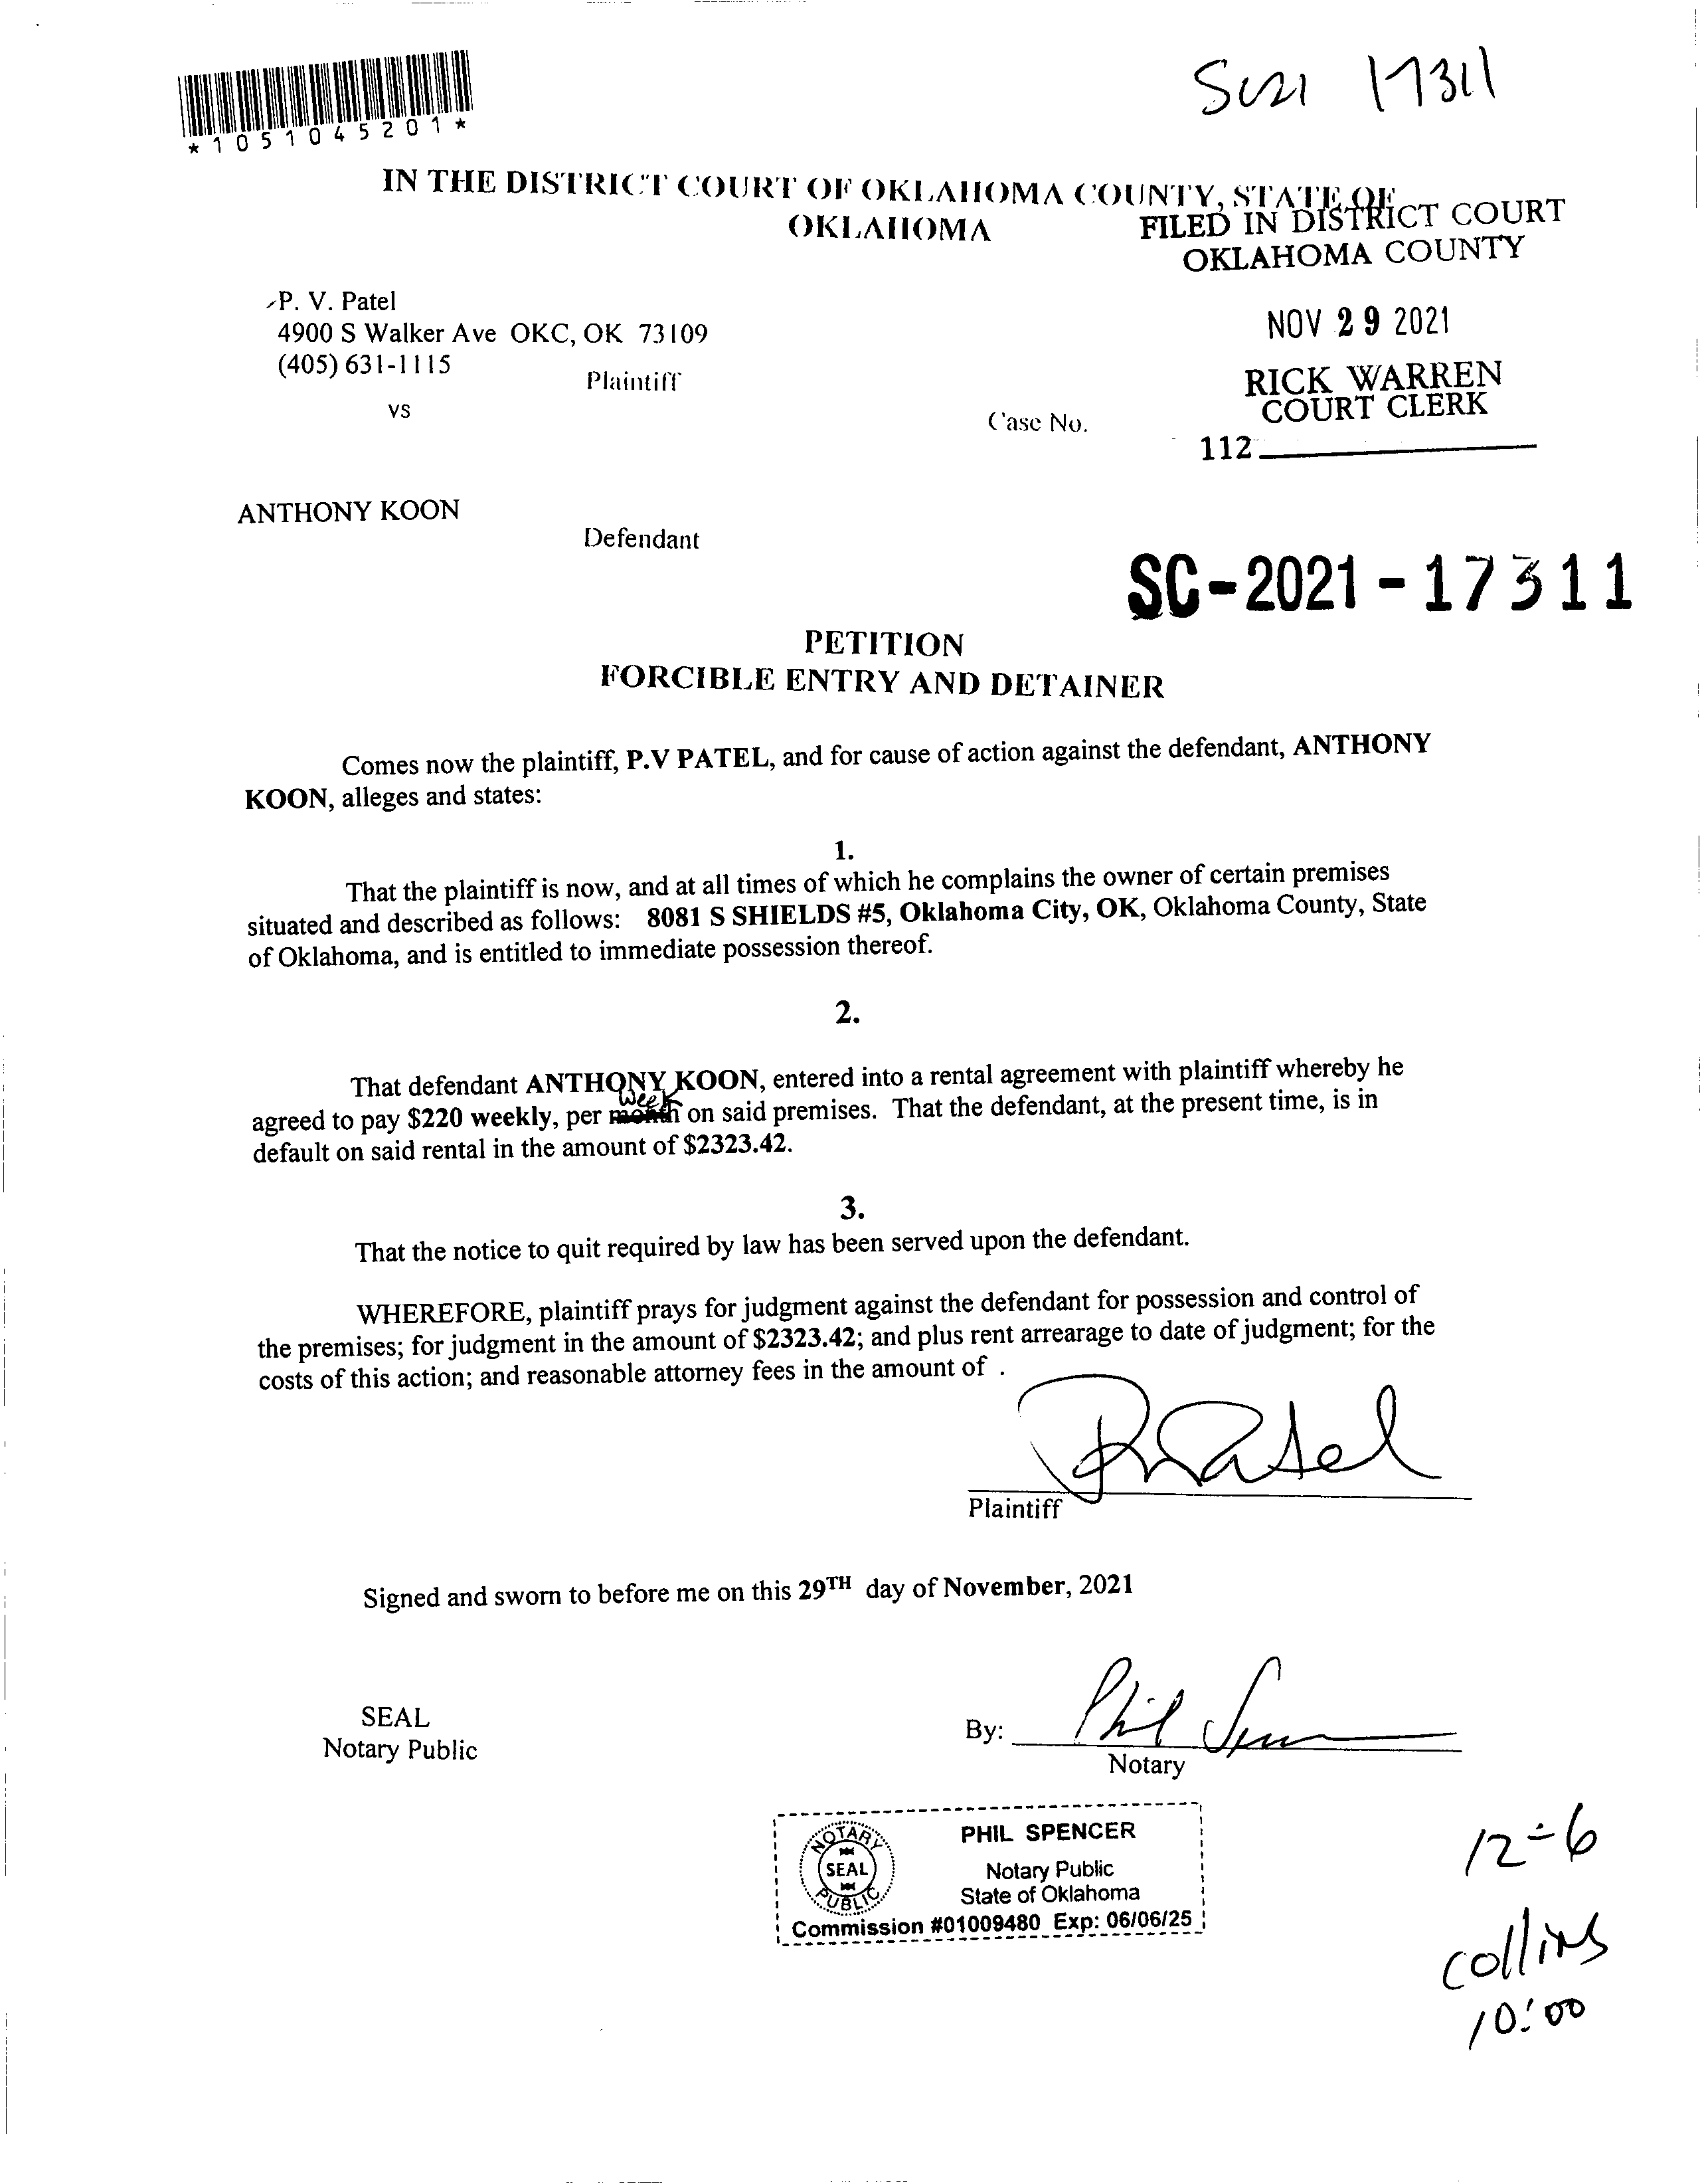 *1051045201*
SC21 17311
IN THE DISTRICT COURT OF OKLAHOMA COUNTY, STATE OF
OKLAHOMA
FILED IN DISTRICT COURT
OKLAHOMA COUNTY
P. V. Patel
4900 S Walker Ave OKC, OK 73109
(405) 631-1115
Plaintiff
NOV 29 2021
RICK WARREN
COURT CLERK
vs
Case No.
112
ANTHONY KOON
Defendant
SC-2021-17311
PETITION
FORCIBLE ENTRY AND DETAINER
Comes now the plaintiff, P.V PATEL, and for cause of action against the defendant, ANTHONY
KOON, alleges and states:
1.
That the plaintiff is now, and at all times of which he complains the owner of certain premises
situated and described as follows: 8081 S SHIELDS #5, Oklahoma City, OK, Oklahoma County, State
of Oklahoma, and is entitled to immediate possession thereof.
2.
That defendant ANTHONY KOON, entered into a rental agreement with plaintiff whereby he
week
agreed to pay $220 weekly, per month on said premises. That the defendant, at the present time, is in
default on said rental in the amount of $2323.42.
3.
That the notice to quit required by law has been served upon the defendant.
WHEREFORE, plaintiff prays for judgment against the defendant for possession and control of
the premises; for judgment in the amount of $2323.42; and plus rent arrearage to date of judgment; for the
costs of this action; and reasonable attorney fees in the amount of .
PVPatel
Plaintiff
Signed and sworn to before me on this 29TH day of November, 2021
SEAL
Notary Public
By: Phil Spencer
Notary
NOTARY
SEAL
PUBLIC
PHIL SPENCER
Notary Public
State of Oklahoma
Commission #01009480 Exp: 06/06/25
12-6
collins
10:00